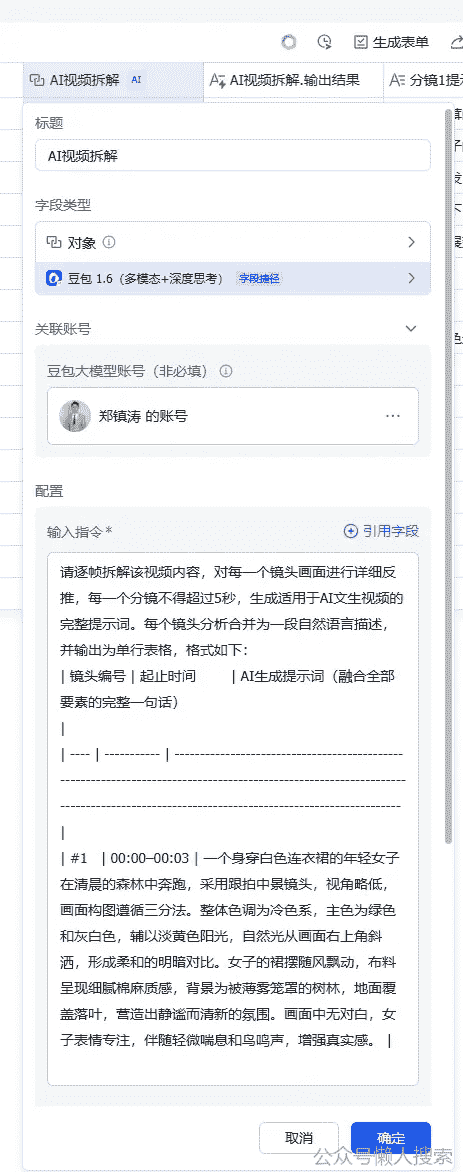 生成表单
AI视频拆解 AI
AI视频拆解.输出结果
分镜1提示
标题
AI视频拆解
字段类型
对象
豆包 1.6（多模态+深度思考） 字段捷径
关联账号
豆包大模型账号（非必填）
郑镇涛 的账号
配置
输入指令 *
引用字段
请逐帧拆解该视频内容，对每一个镜头画面进行详细反
推，每一个分镜不得超过5秒，生成适用于AI文生视频的
完整提示词。每个镜头分析合并为一段自然语言描述，
并输出为单行表格，格式如下：
| 镜头编号 | 起止时间 | AI生成提示词（融合全部
要素的完整一句话）
|
| ---- | ----------- | ---------------------------------------------
--------------------------------------------------------------------
-------------------------------------------------------------------
|
| #1 | 00:00–00:03 | 一个身穿白色连衣裙的年轻女子
在清晨的森林中奔跑，采用跟拍中景镜头，视角略低，
画面构图遵循三分法。整体色调为冷色系，主色为绿色
和灰白色，辅以淡黄色阳光，自然光从画面右上角斜
洒，形成柔和的明暗对比。女子的裙摆随风飘动，布料
呈现细腻棉麻质感，背景为被薄雾笼罩的树林，地面覆
盖落叶，营造出静谧而清新的氛围。画面中无对白，女
子表情专注，伴随轻微喘息和鸟鸣声，增强真实感。 |
取消
确定
公众号懒人搜索